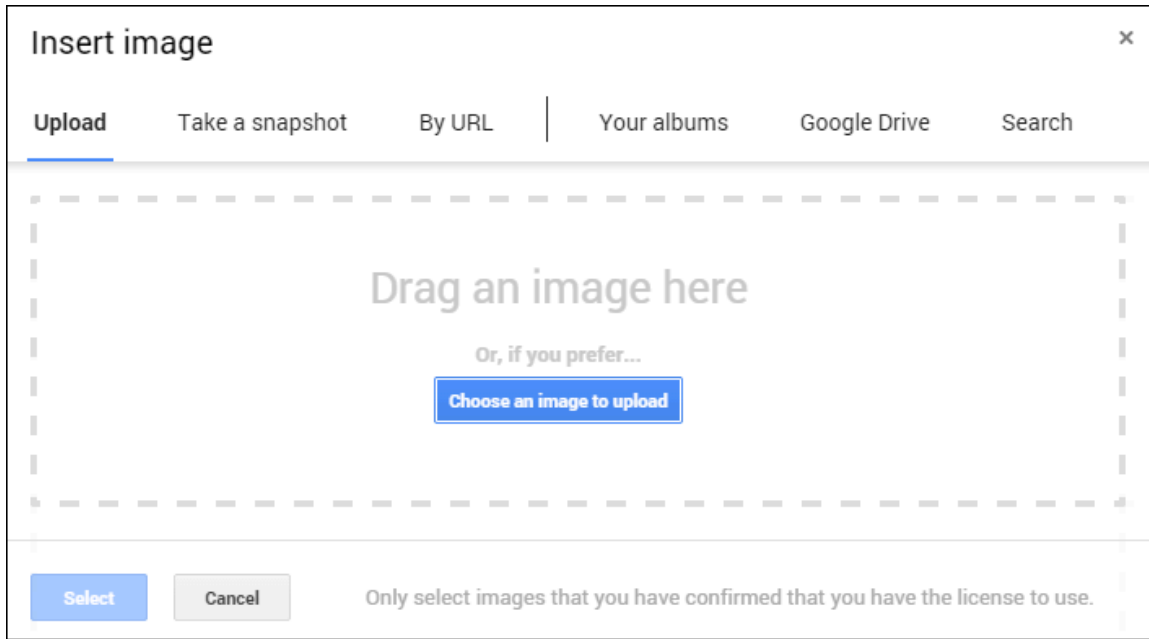 Insert image ×
Upload Take a snapshot By URL Your albums Google Drive Search
Drag an image here
Or, if you prefer...
Choose an image to upload
Select Cancel Only select images that you have confirmed that you have the license to use.